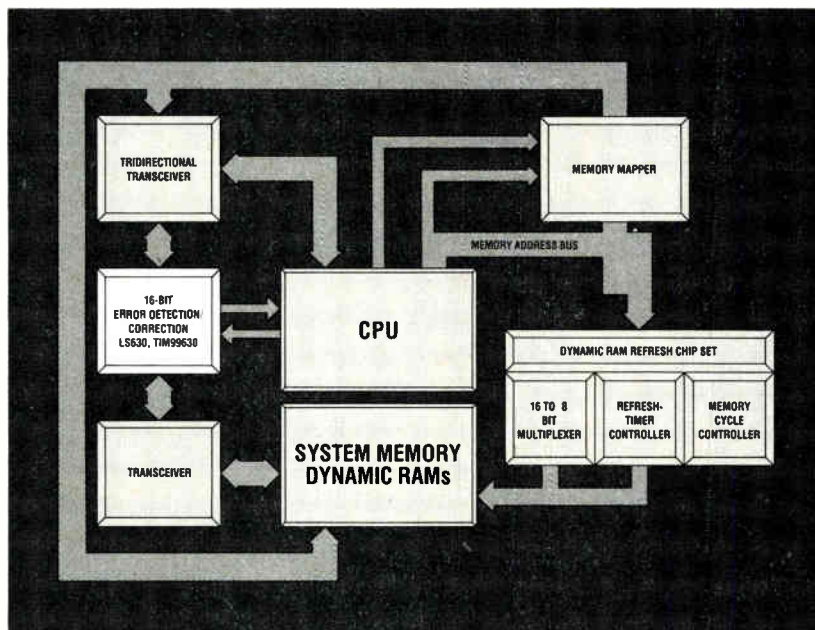 TRIDIRECTIONAL
TRANSCEIVER
MEMORY MAPPER
MEMORY ADDRESS BUS
16-BIT
ERROR DETECTION/
CORRECTION
LS630, TIM99630
CPU
DYNAMIC RAM REFRESH CHIP SET
16 TO 8
BIT
MULTIPLEXER
REFRESH-
TIMER
CONTROLLER
MEMORY
CYCLE
CONTROLLER
TRANSCEIVER
SYSTEM MEMORY
DYNAMIC RAMs